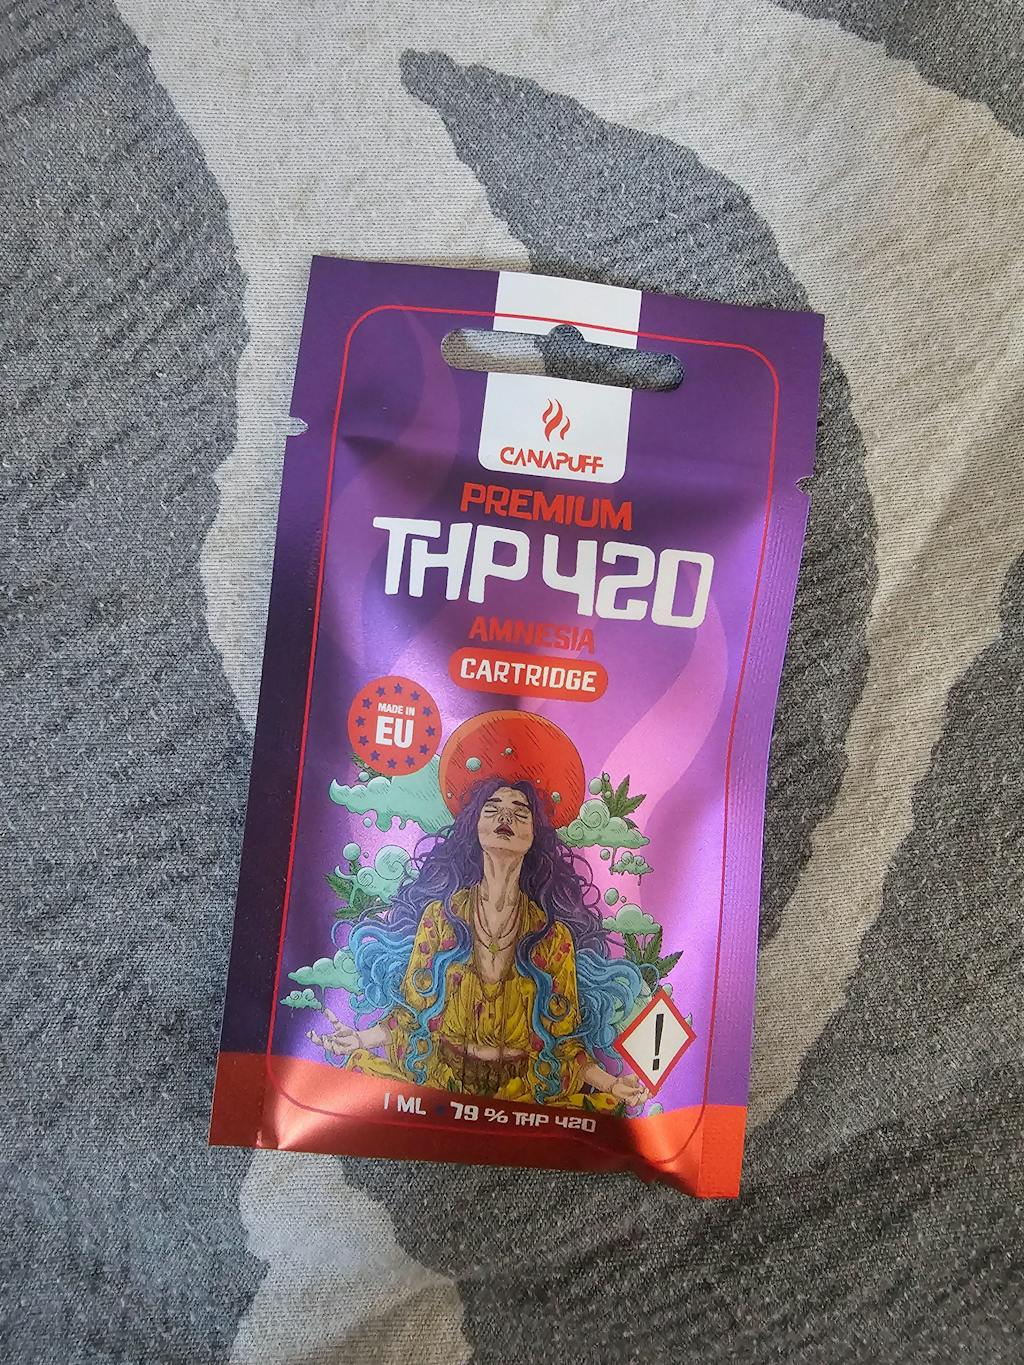 CANAPUFF
PREMIUM
THP 420
AMNESIA
CARTRIDGE
MADE IN
EU
!
1 ML • 79 % THP 420